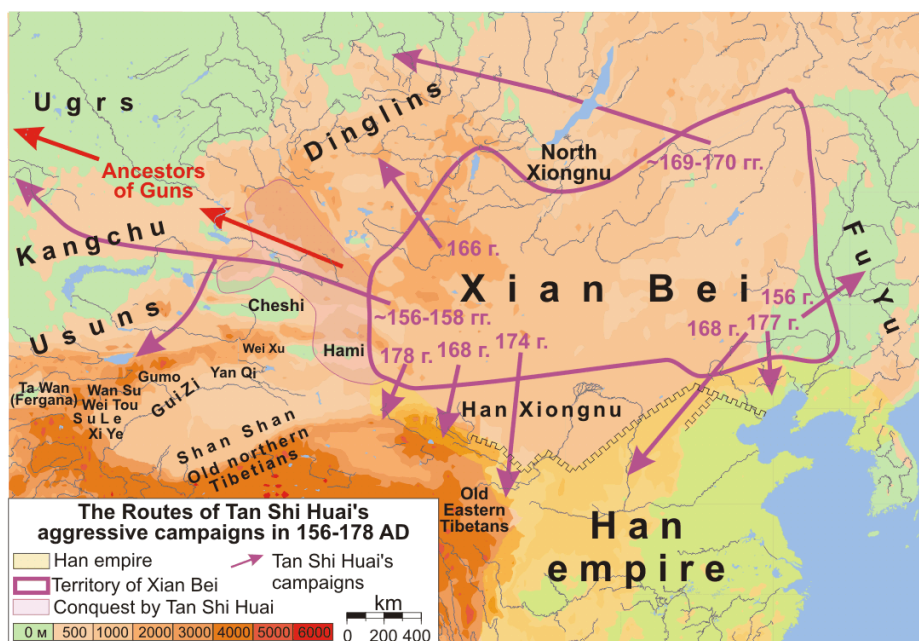 Ugrs
Dinglins
North
Xiongnu
~169-170 гг.
Ancestors
of Guns
Kangchu
166 г.
Xian Bei
Fu Yu
156 г.
168 г. 177 г.
Usuns
Cheshi
~156-158 гг.
Wei Xu
Hami
178 г. 168 г. 174 г.
Yan Qi
Gumo
Gui Zi
Ta Wan
(Fergana)
Wan Su
Wei Tou
Su Le
Xi Ye
Han Xiongnu
Shan Shan
Old northern
Tibetians
Old
Eastern
Tibetans
Han
empire
The Routes of Tan Shi Huai's
aggressive campaigns in 156-178 AD
Han empire
Tan Shi Huai's
campaigns
Territory of Xian Bei
Conquest by Tan Shi Huai
km
0 200 400
0 м 500 1000 2000 3000 4000 5000 6000